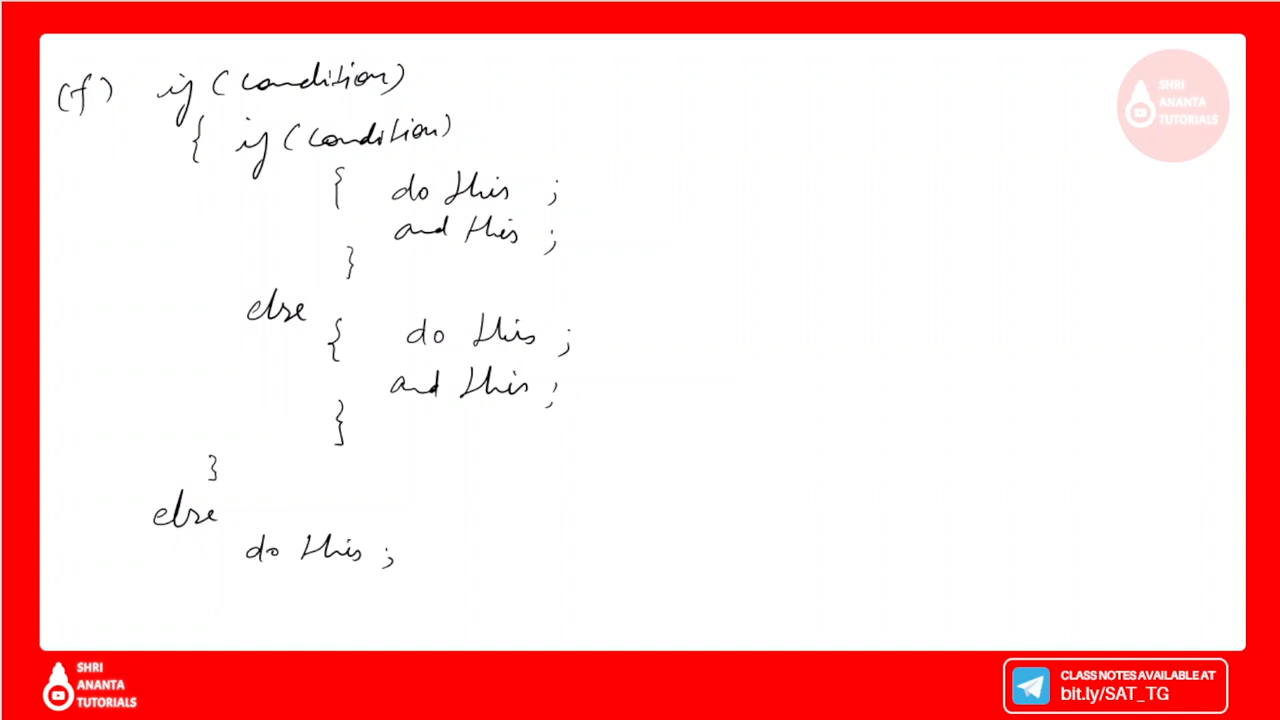 (f) if (condition)
{ if (condition)
{ do this ;
and this ;
}
else
{ do this ;
and this ;
}
}
else
do this ;
SHRI
ANANTA
TUTORIALS
SHRI
ANANTA
TUTORIALS
CLASS NOTES AVAILABLE AT
bit.ly/SAT_TG